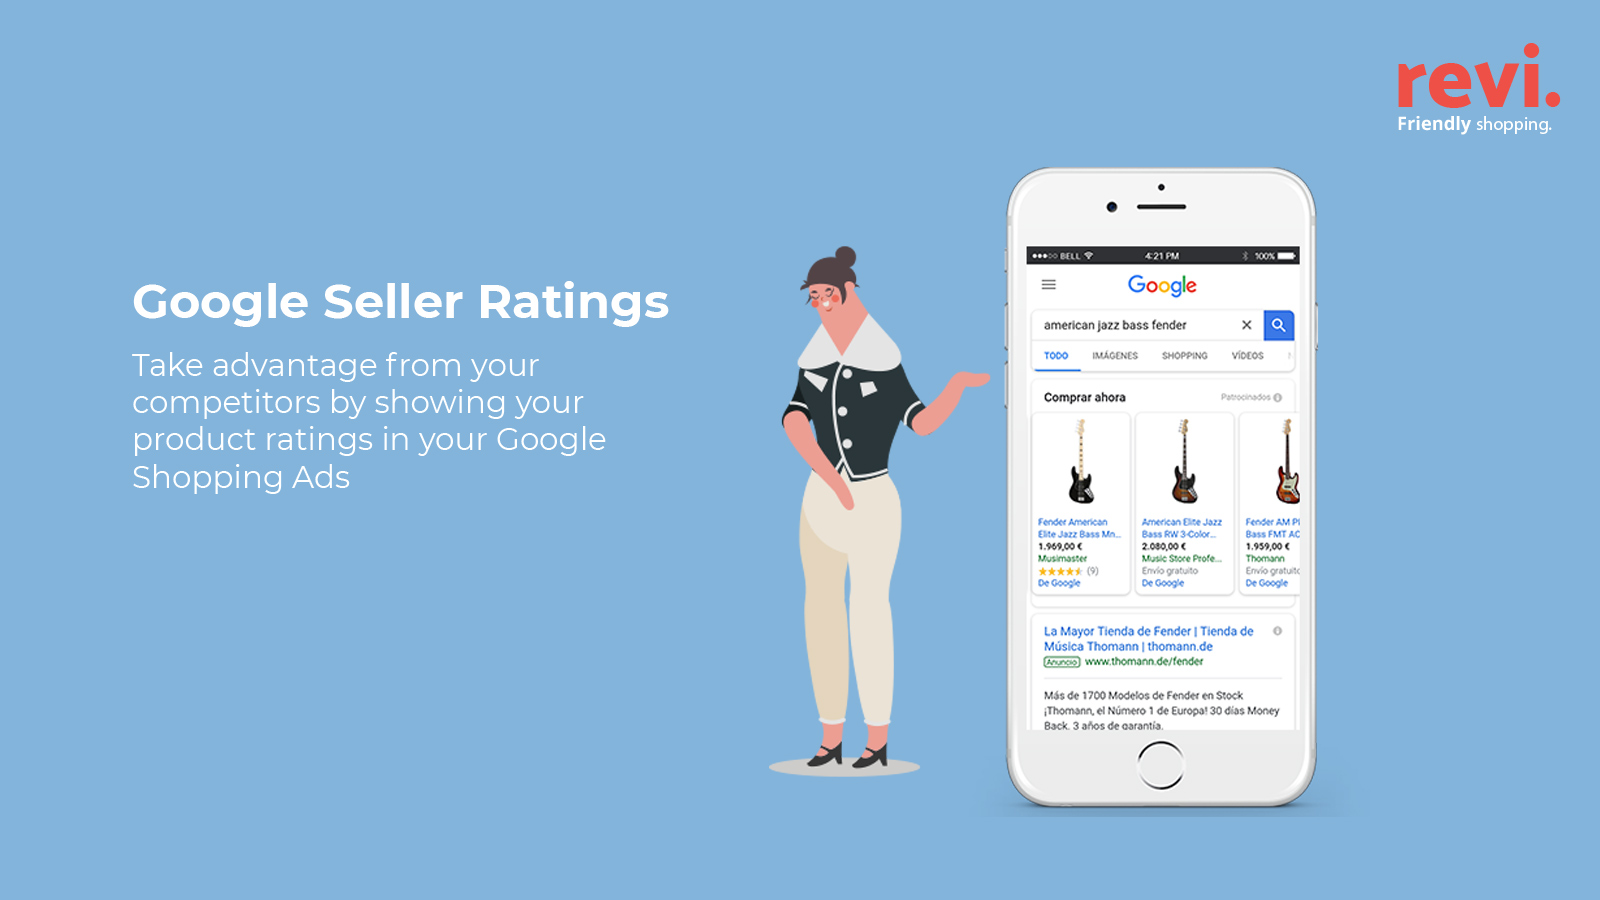 revi.
Friendly shopping.
Google Seller Ratings
Take advantage from your
competitors by showing your
product ratings in your Google
Shopping Ads
BELL 4:21 PM 100%
Google
american jazz bass fender
TODO IMÁGENES SHOPPING VÍDEOS
Comprar ahora Patrocinados
Fender American
Elite Jazz Bass Mn...
1.969,00 €
Musimaster
(9)
De Google
American Elite Jazz
Bass RW 3-Color...
2.080,00 €
Music Store Profe...
Envío gratuito
De Google
Fender AM P
Bass FMT AC
1.959,00 €
Thomann
Envío gratuito
De Google
La Mayor Tienda de Fender | Tienda de
Música Thomann | thomann.de
Anuncio www.thomann.de/fender
Más de 1700 Modelos de Fender en Stock
¡Thomann, el Número 1 de Europa! 30 días Money
Back. 3 años de garantía.